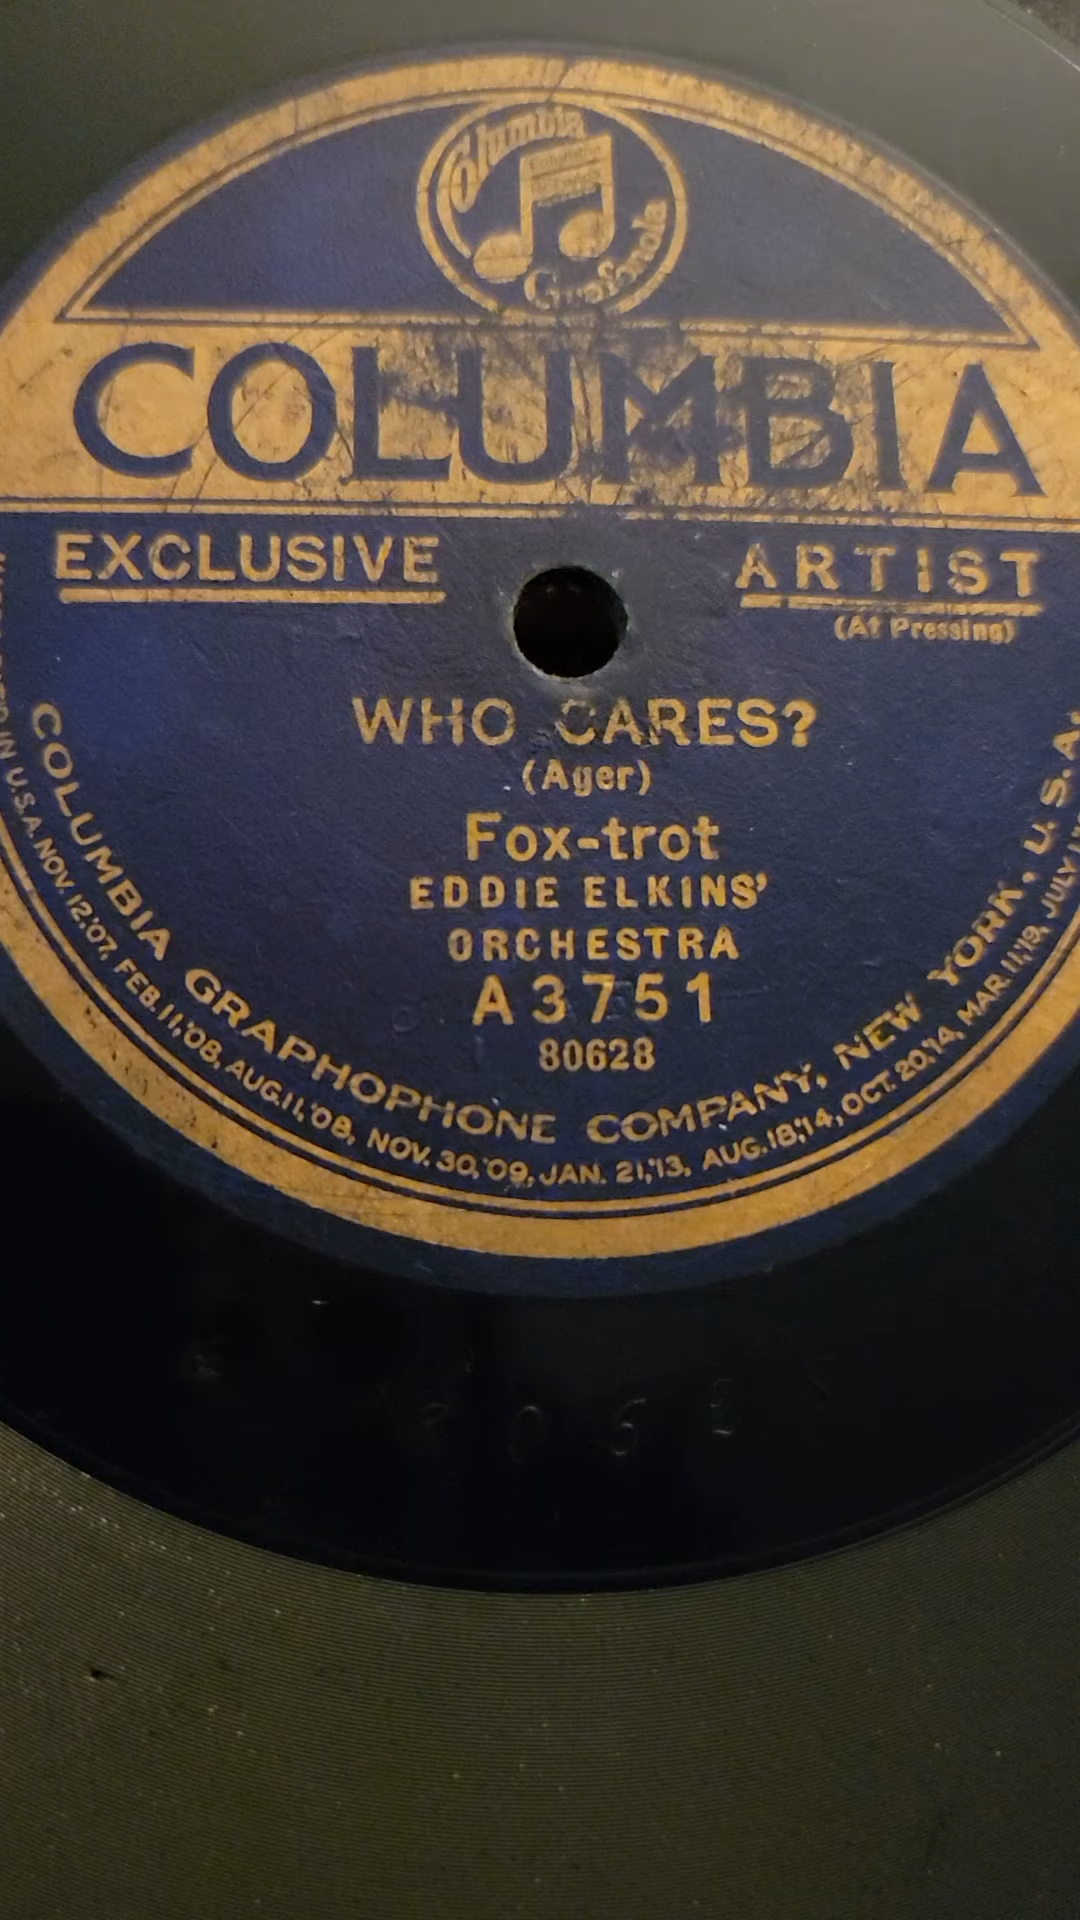 Columbia
Grafonola
COLUMBIA
EXCLUSIVE ARTIST
(At Pressing)
WHO CARES?
(Ager)
Fox-trot
EDDIE ELKINS'
ORCHESTRA
A3751
80628
COLUMBIA GRAPHOPHONE COMPANY, NEW YORK, U.S.A.
IN U.S.A. NOV. 12,'07, FEB. 11,'08, AUG. 11,'08, NOV. 30,'09, JAN. 21,'13, AUG. 18,'14, OCT. 20,'14, MAR. 11,'19, JULY